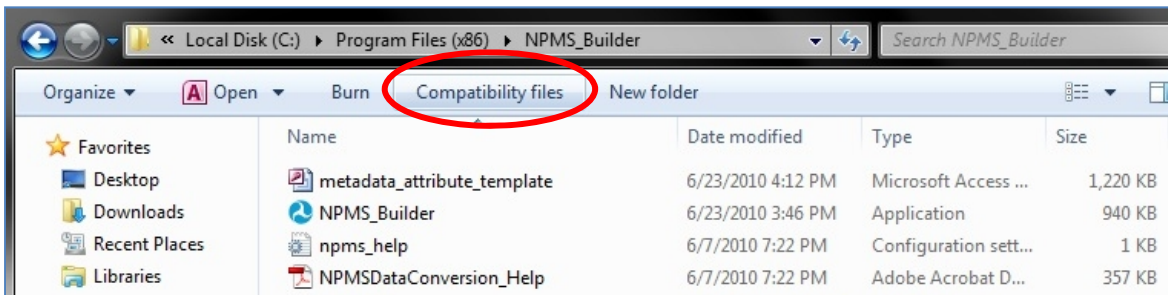 « Local Disk (C:) ▸ Program Files (x86) ▸ NPMS_Builder Search NPMS_Builder
Organize Open Burn Compatibility files New folder
Name Date modified Type Size
Favorites
Desktop metadata_attribute_template 6/23/2010 4:12 PM Microsoft Access ... 1,220 KB
Downloads NPMS_Builder 6/23/2010 3:46 PM Application 940 KB
Recent Places npms_help 6/7/2010 7:22 PM Configuration sett... 1 KB
Libraries NPMSDataConversion_Help 6/7/2010 7:22 PM Adobe Acrobat D... 357 KB